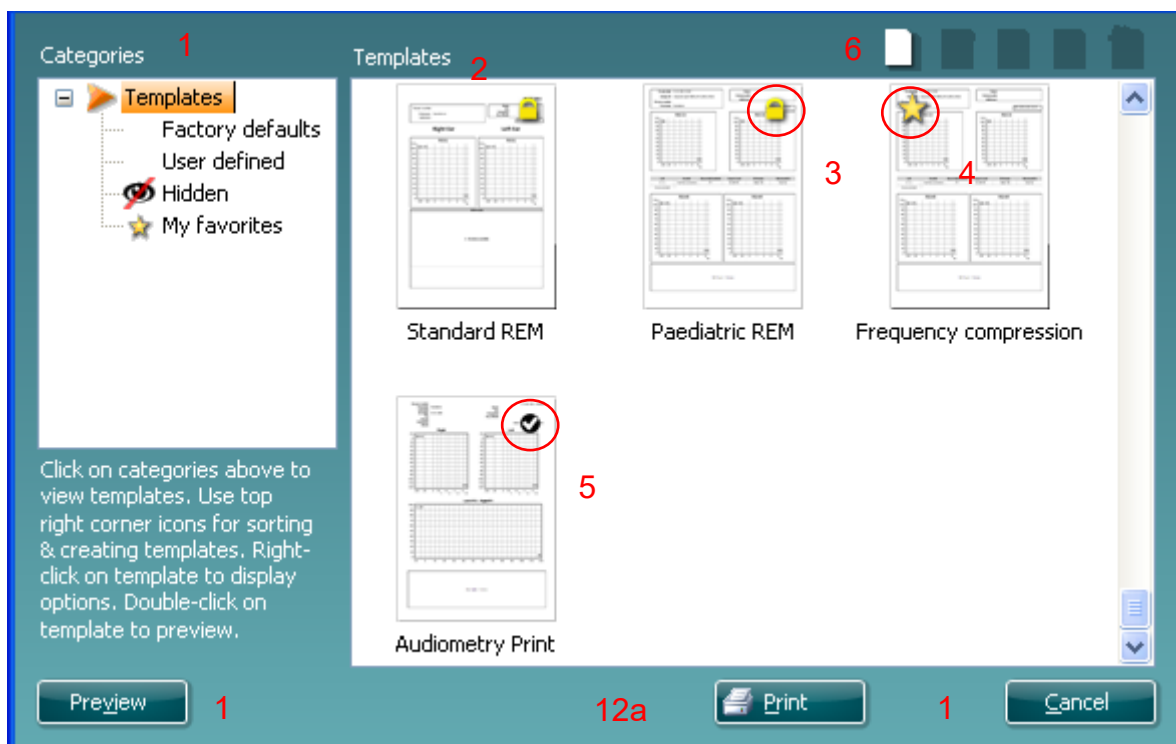 Categories
1
Templates
2
6
Templates
Factory defaults
User defined
Hidden
My favorites
3
4
Standard REM
Paediatric REM
Frequency compression
5
Audiometry Print
Click on categories above to
view templates. Use top
right corner icons for sorting
& creating templates. Right-
click on template to display
options. Double-click on
template to preview.
Preview
1
12a
Print
1
Cancel